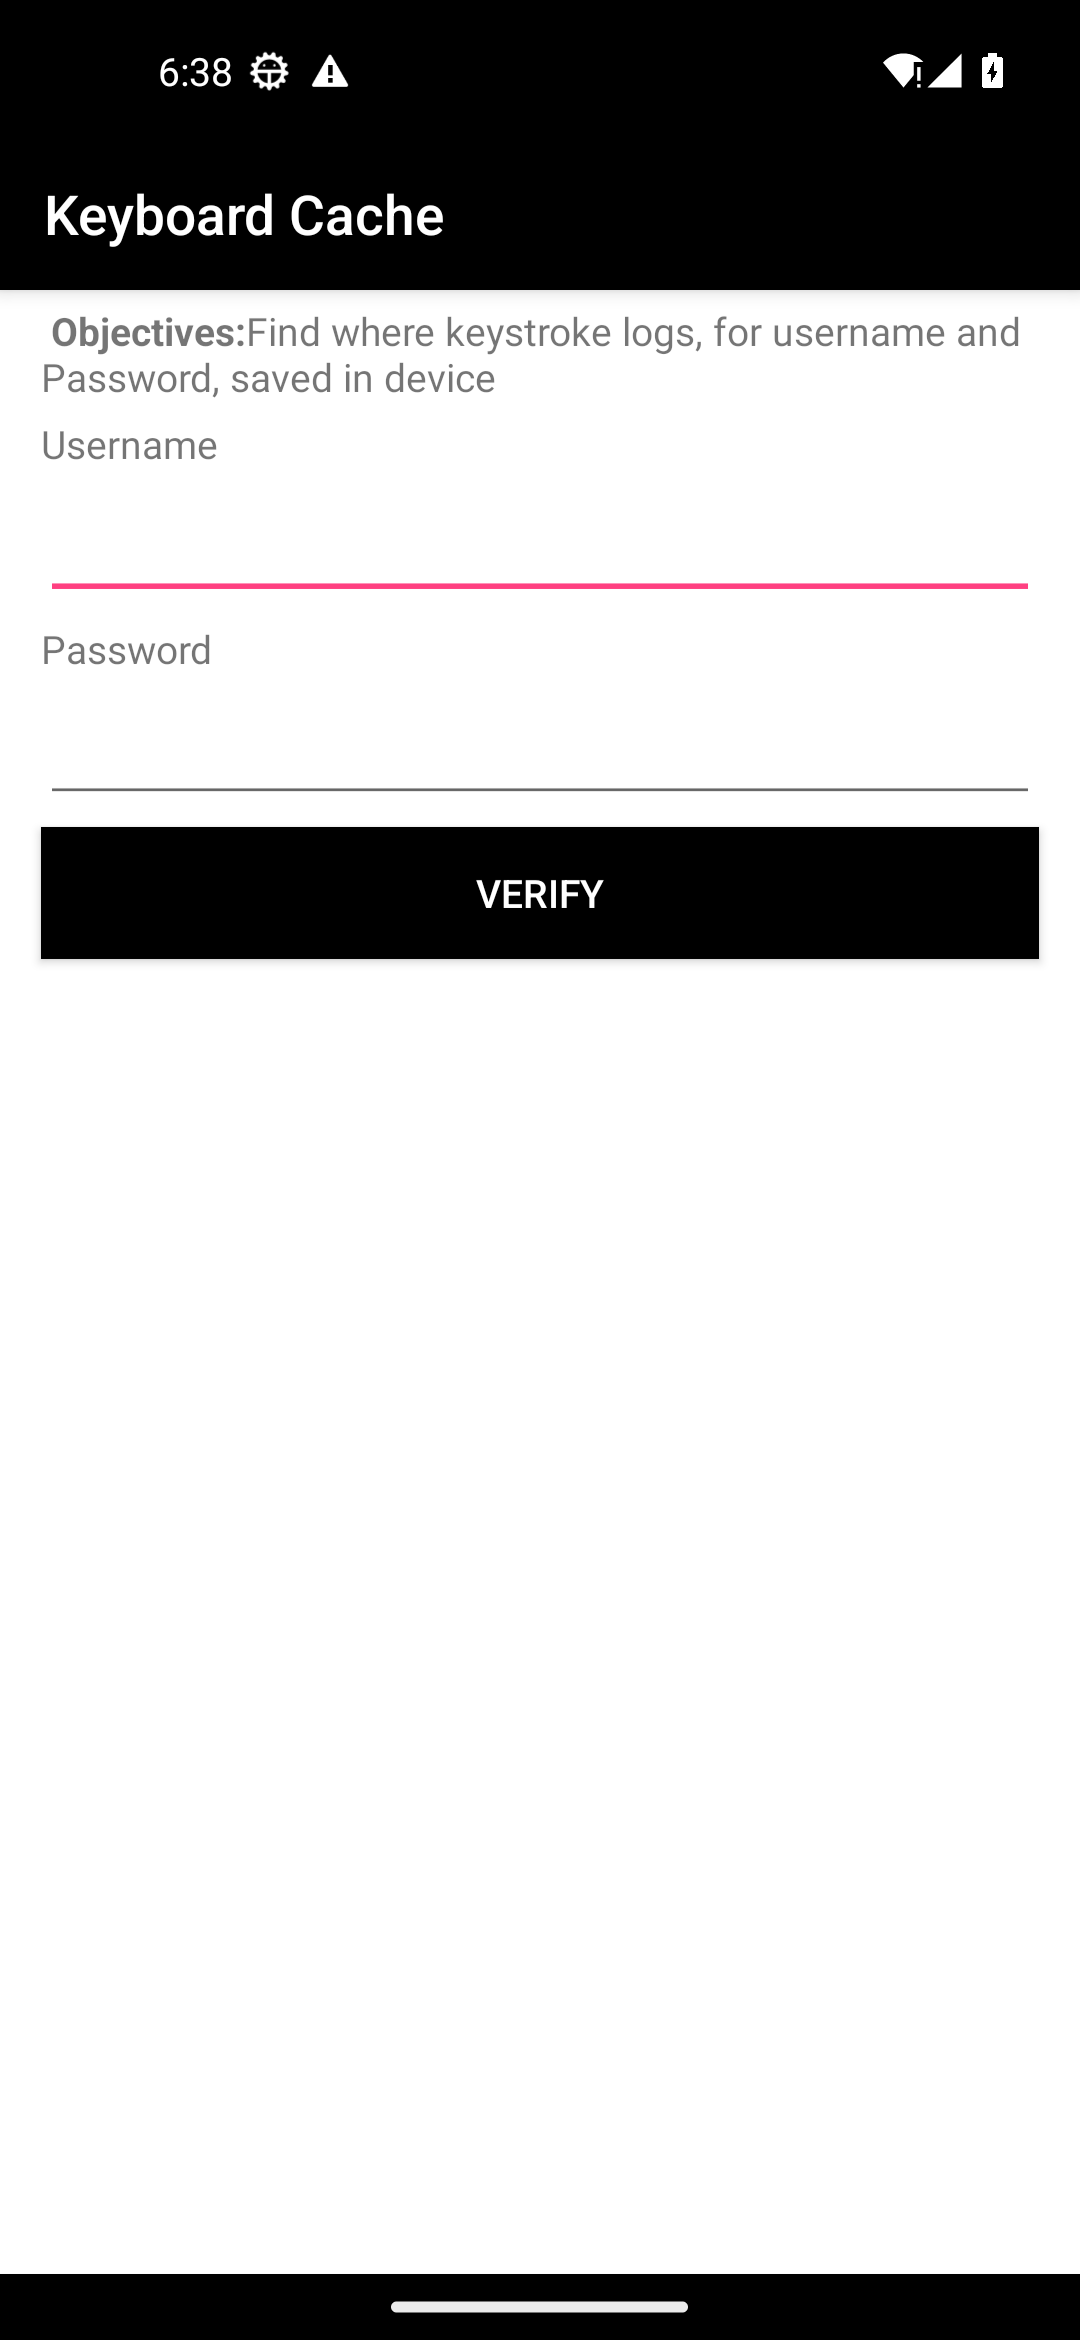 6:38
Keyboard Cache
Objectives:Find where keystroke logs, for username and
Password, saved in device
Username
Password
VERIFY